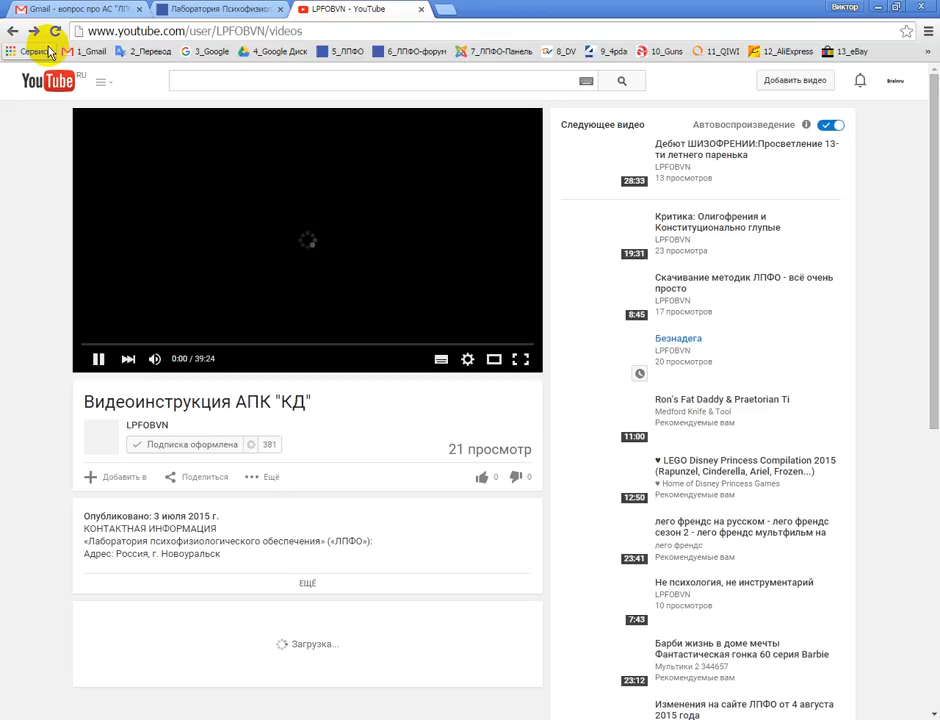 Gmail - вопрос про АС "ЛП
Лаборатория Психофизиол
LPFOBVN - YouTube
Виктор
www.youtube.com/user/LPFOBVN/videos
Сервисы
1_Gmail
2_Перевод
3_Google
4_Google Диск
5_ЛПФО
6_ЛПФО-форум
7_ЛПФО-Панель
8_DV
9_4pda
10_Guns
11_QIWI
12_AliExpress
13_eBay
»
YouTube RU
Добавить видео
Brainru
0:00 / 39:24
Видеоинструкция АПК "КД"
LPFOBVN
Подписка оформлена 381
21 просмотр
Добавить в
Поделиться
Ещё
0
0
Опубликовано: 3 июля 2015 г.
КОНТАКТНАЯ ИНФОРМАЦИЯ
«Лаборатория психофизиологического обеспечения» («ЛПФО»):
Адрес: Россия, г. Новоуральск
ЕЩЁ
Загрузка...
Следующее видео
Автовоспроизведение
Дебют ШИЗОФРЕНИИ:Просветление 13-
ти летнего паренька
LPFOBVN
13 просмотров
28:33
Критика: Олигофрения и
Конституционально глупые
LPFOBVN
23 просмотра
19:31
Скачивание методик ЛПФО - всё очень
просто
LPFOBVN
17 просмотров
8:45
Безнадега
LPFOBVN
20 просмотров
Ron's Fat Daddy & Praetorian Ti
Medford Knife & Tool
Рекомендуемые вам
11:00
♥ LEGO Disney Princess Compilation 2015
(Rapunzel, Cinderella, Ariel, Frozen...)
♥ Home of Disney Princess Games
Рекомендуемые вам
12:50
лего френдс на русском - лего френдс
сезон 2 - лего френдс мультфильм на
лего френдс
Рекомендуемые вам
23:41
Не психология, не инструментарий
LPFOBVN
10 просмотров
7:43
Барби жизнь в доме мечты
Фантастическая гонка 60 серия Barbie
Мультики 2 344657
Рекомендуемые вам
23:12
Изменения на сайте ЛПФО от 4 августа
2015 года